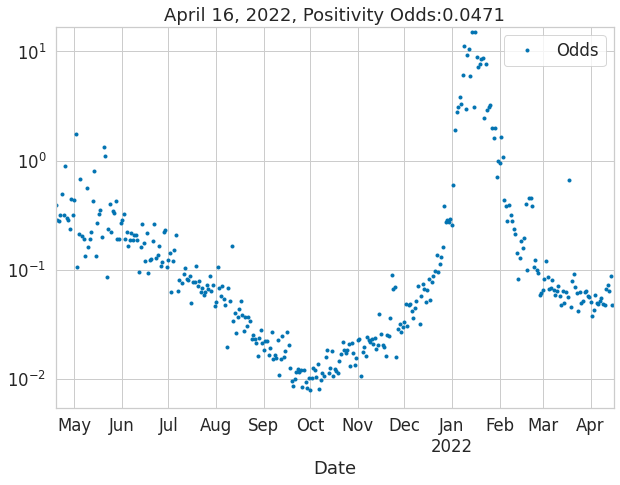 April 16, 2022, Positivity Odds:0.0471
10¹
Odds
10⁰
10⁻¹
10⁻²
May Jun Jul Aug Sep Oct Nov Dec Jan Feb Mar Apr
2022
Date